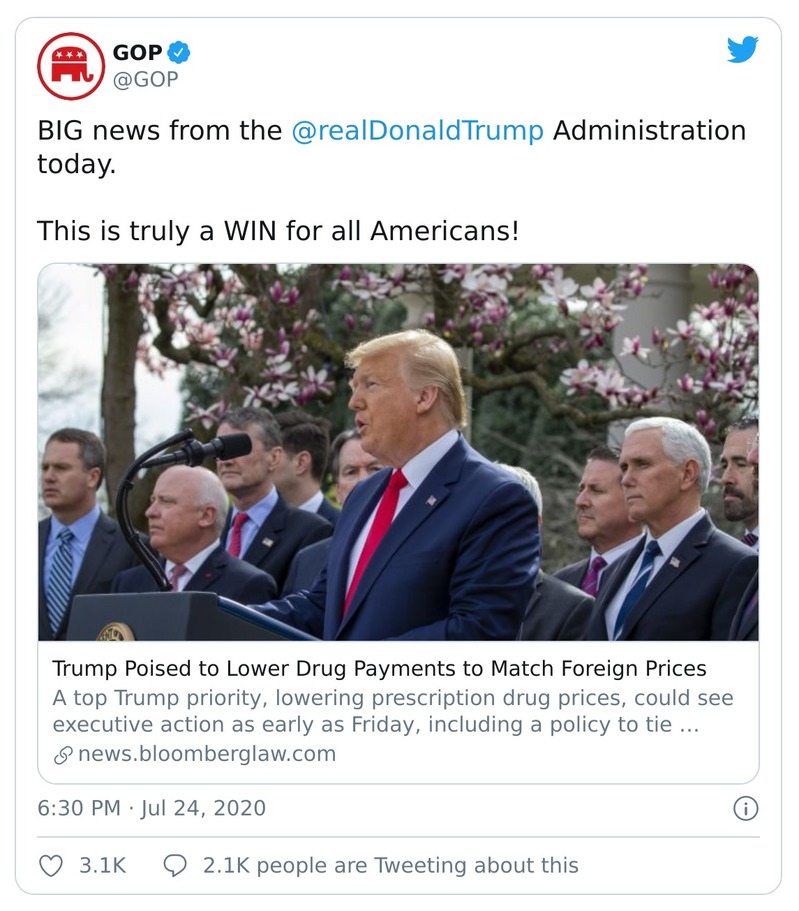 GOP
@GOP
BIG news from the @realDonaldTrump Administration
today.
This is truly a WIN for all Americans!
Trump Poised to Lower Drug Payments to Match Foreign Prices
A top Trump priority, lowering prescription drug prices, could see
executive action as early as Friday, including a policy to tie ...
news.bloomberglaw.com
6:30 PM · Jul 24, 2020
3.1K 2.1K people are Tweeting about this